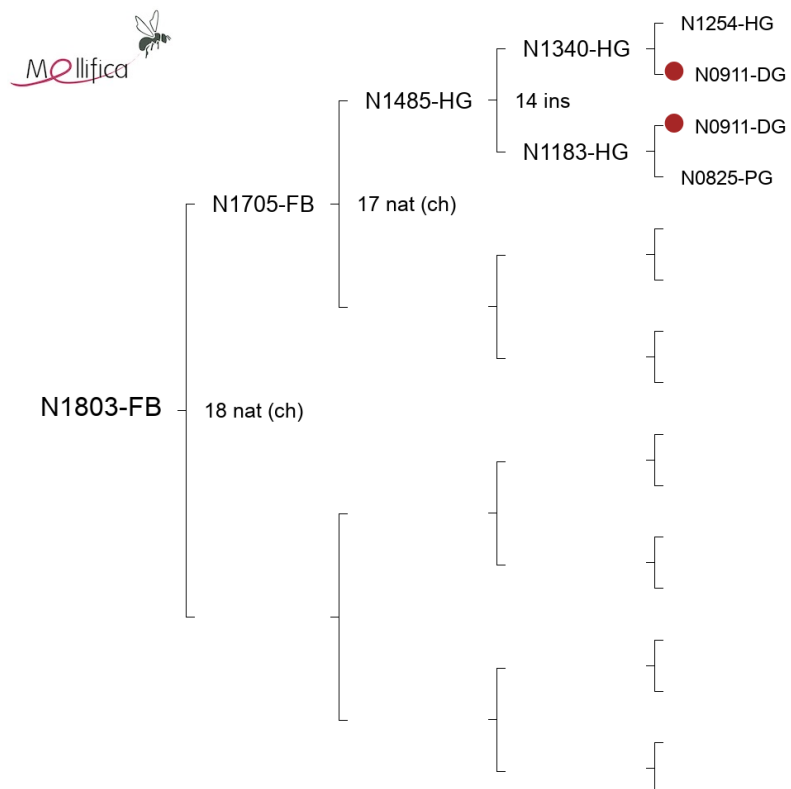 Mellifica
N1254-HG
N1340-HG
N0911-DG
N1485-HG
14 ins
N0911-DG
N1183-HG
N0825-PG
N1705-FB
17 nat (ch)
N1803-FB
18 nat (ch)